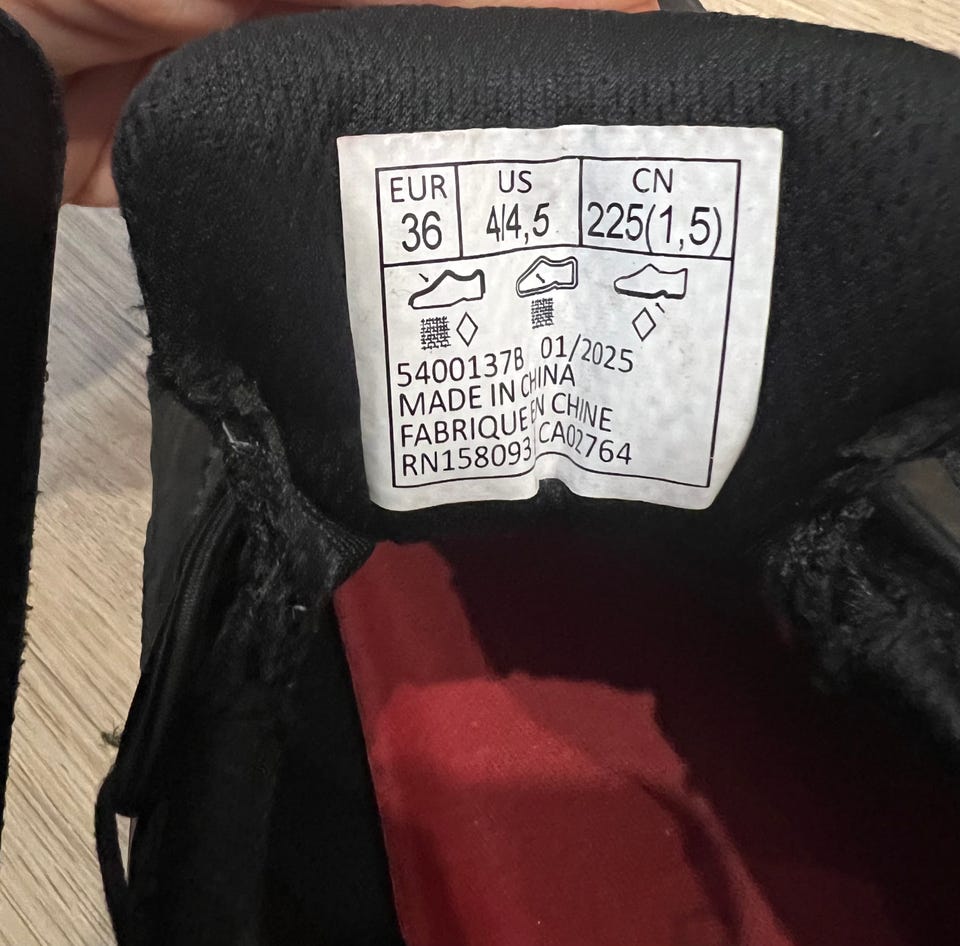 EUR US CN
36 4/4,5 225(1,5)
5400137B 01/2025
MADE IN CHINA
FABRIQUE EN CHINE
RN158093 CA02764